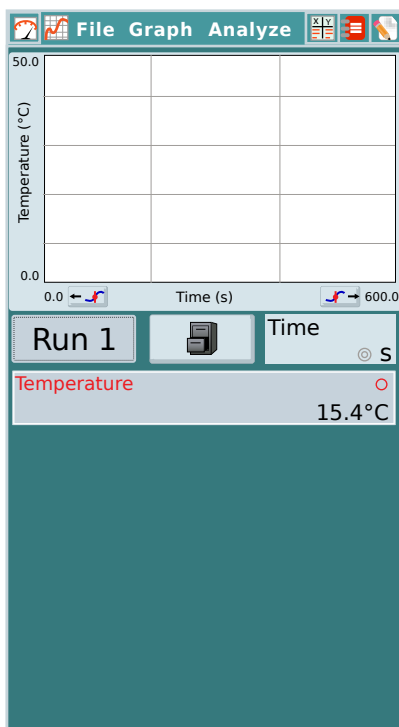 File Graph Analyze X Y
50.0
Temperature (°C)
0.0
0.0 Time (s) 600.0
Run 1
Time
s
Temperature
15.4°C